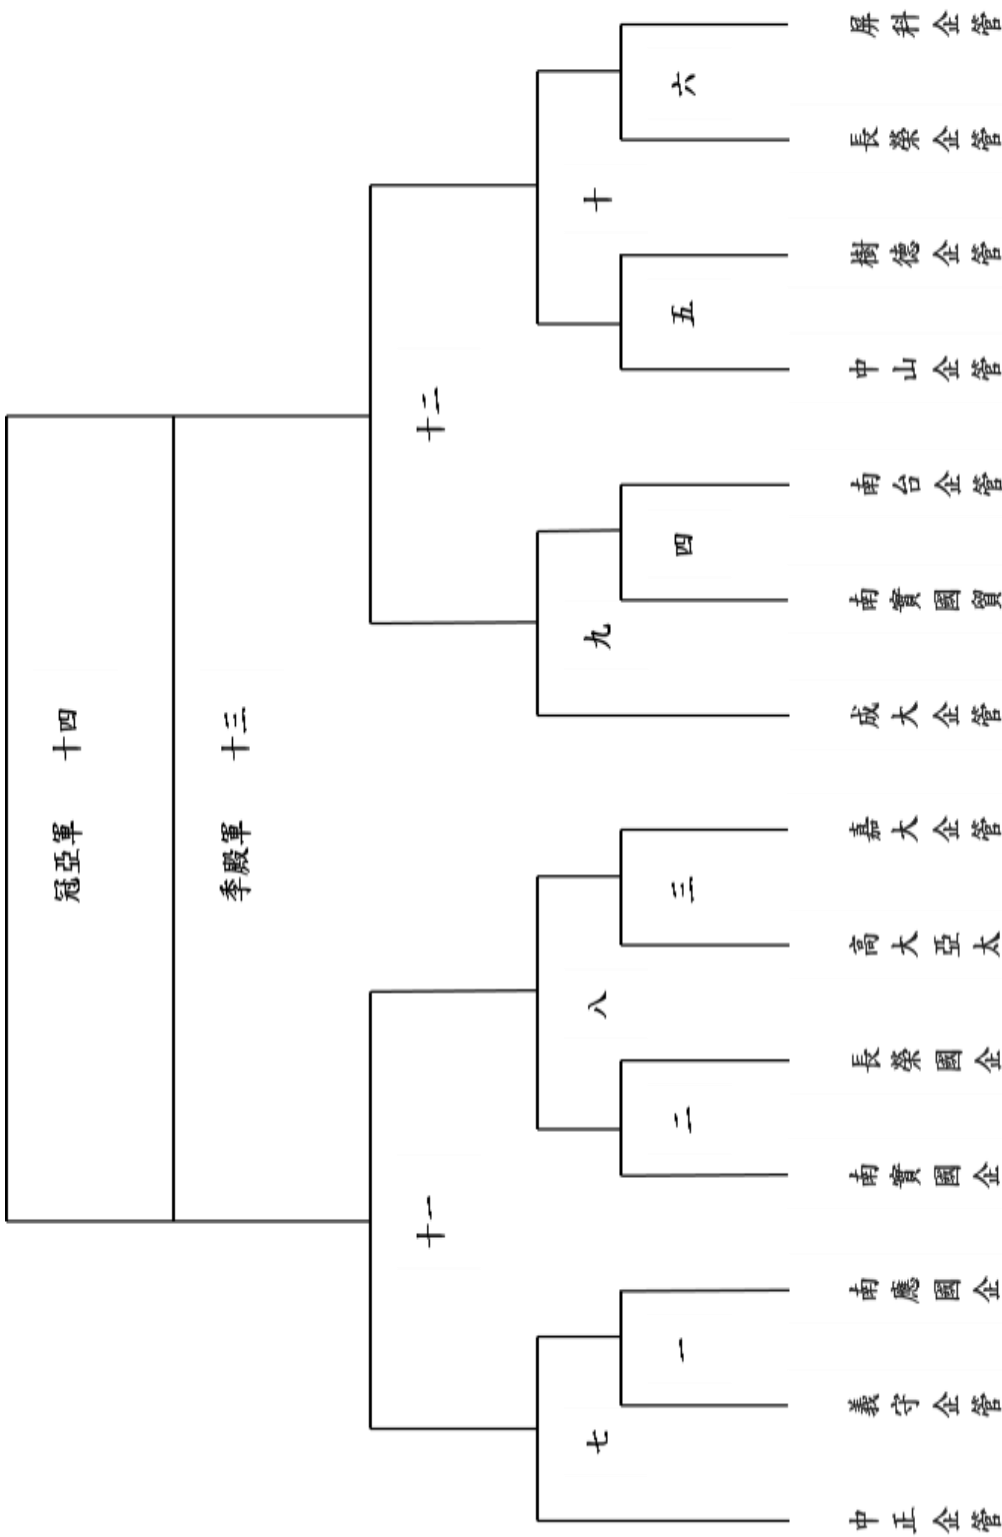 冠亞軍 十四
季殿軍 十三
十一
十二
七
八
九
十
一
二
三
四
五
六
中正企管
義守企管
南應國企
南實國企
長榮國企
高大亞太
嘉大企管
成大企管
南實國貿
南台企管
中山企管
樹德企管
長榮企管
屏科企管